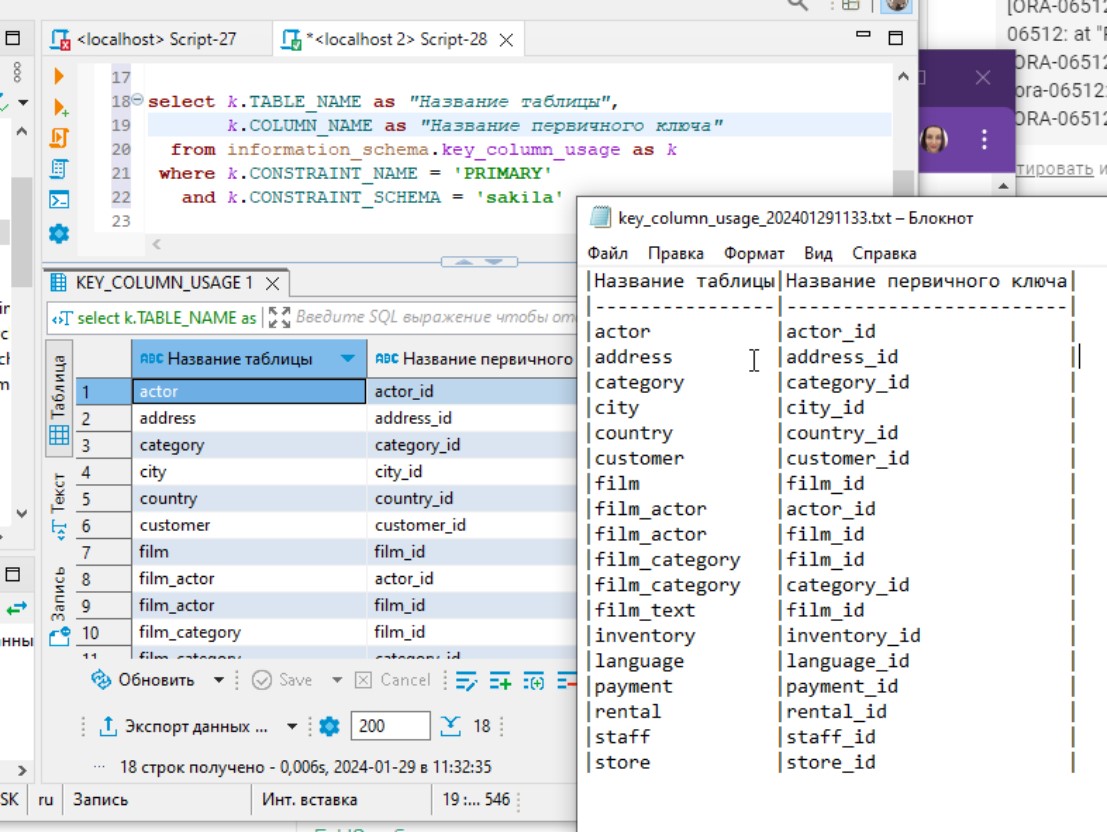 [ORA-06512
06512: at "F
ORA-06512
ora-06512:
ORA-06512
тировать и
<localhost> Script-27
*<localhost 2> Script-28
17
18 select k.TABLE_NAME as "Название таблицы",
19 k.COLUMN_NAME as "Название первичного ключа"
20 from information_schema.key_column_usage as k
21 where k.CONSTRAINT_NAME = 'PRIMARY'
22 and k.CONSTRAINT_SCHEMA = 'sakila'
23
KEY_COLUMN_USAGE 1
select k.TABLE_NAME as
Введите SQL выражение чтобы от
Таблица
Текст
Запись
ABC Название таблицы ABC Название первичного
1 actor actor_id
2 address address_id
3 category category_id
4 city city_id
5 country country_id
6 customer customer_id
7 film film_id
8 film_actor actor_id
9 film_actor film_id
10 film_category film_id
11 film_category category_id
Обновить Save Cancel
Экспорт данных ... 200 18
... 18 строк получено - 0,006s, 2024-01-29 в 11:32:35
SK ru Запись Инт. вставка 19 :... 546
key_column_usage_202401291133.txt – Блокнот
Файл Правка Формат Вид Справка
|Название таблицы|Название первичного ключа|
|----------------|-------------------------|
|actor |actor_id |
|address |address_id |
|category |category_id |
|city |city_id |
|country |country_id |
|customer |customer_id |
|film |film_id |
|film_actor |actor_id |
|film_actor |film_id |
|film_category |film_id |
|film_category |category_id |
|film_text |film_id |
|inventory |inventory_id |
|language |language_id |
|payment |payment_id |
|rental |rental_id |
|staff |staff_id |
|store |store_id |